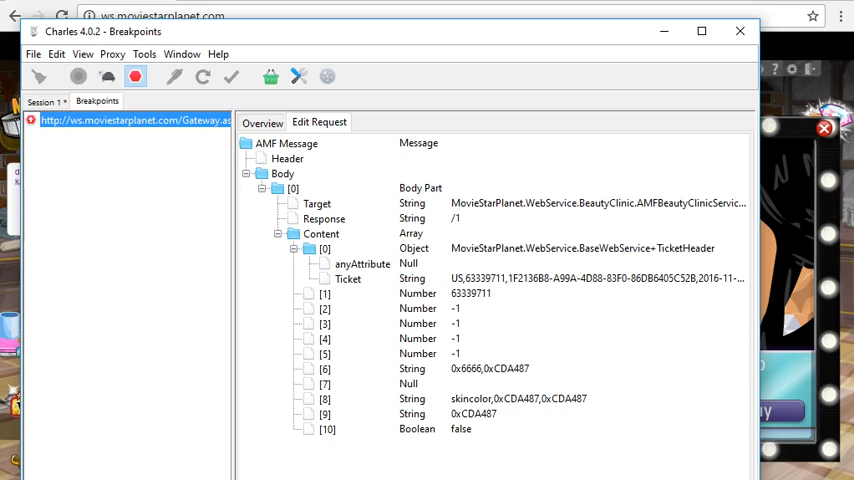 ws.moviestarplanet.com
Charles 4.0.2 - Breakpoints
File Edit View Proxy Tools Window Help
Session 1 * Breakpoints
http://ws.moviestarplanet.com/Gateway.as
Overview Edit Request
AMF Message Message
Header
Body
[0] Body Part
Target String MovieStarPlanet.WebService.BeautyClinic.AMFBeautyClinicServic...
Response String /1
Content Array
[0] Object MovieStarPlanet.WebService.BaseWebService+TicketHeader
anyAttribute Null
Ticket String US,63339711,1F2136B8-A99A-4D88-83F0-86DB6405C52B,2016-11-...
[1] Number 63339711
[2] Number -1
[3] Number -1
[4] Number -1
[5] Number -1
[6] String 0x6666,0xCDA487
[7] Null
[8] String skincolor,0xCDA487,0xCDA487
[9] String 0xCDA487
[10] Boolean false